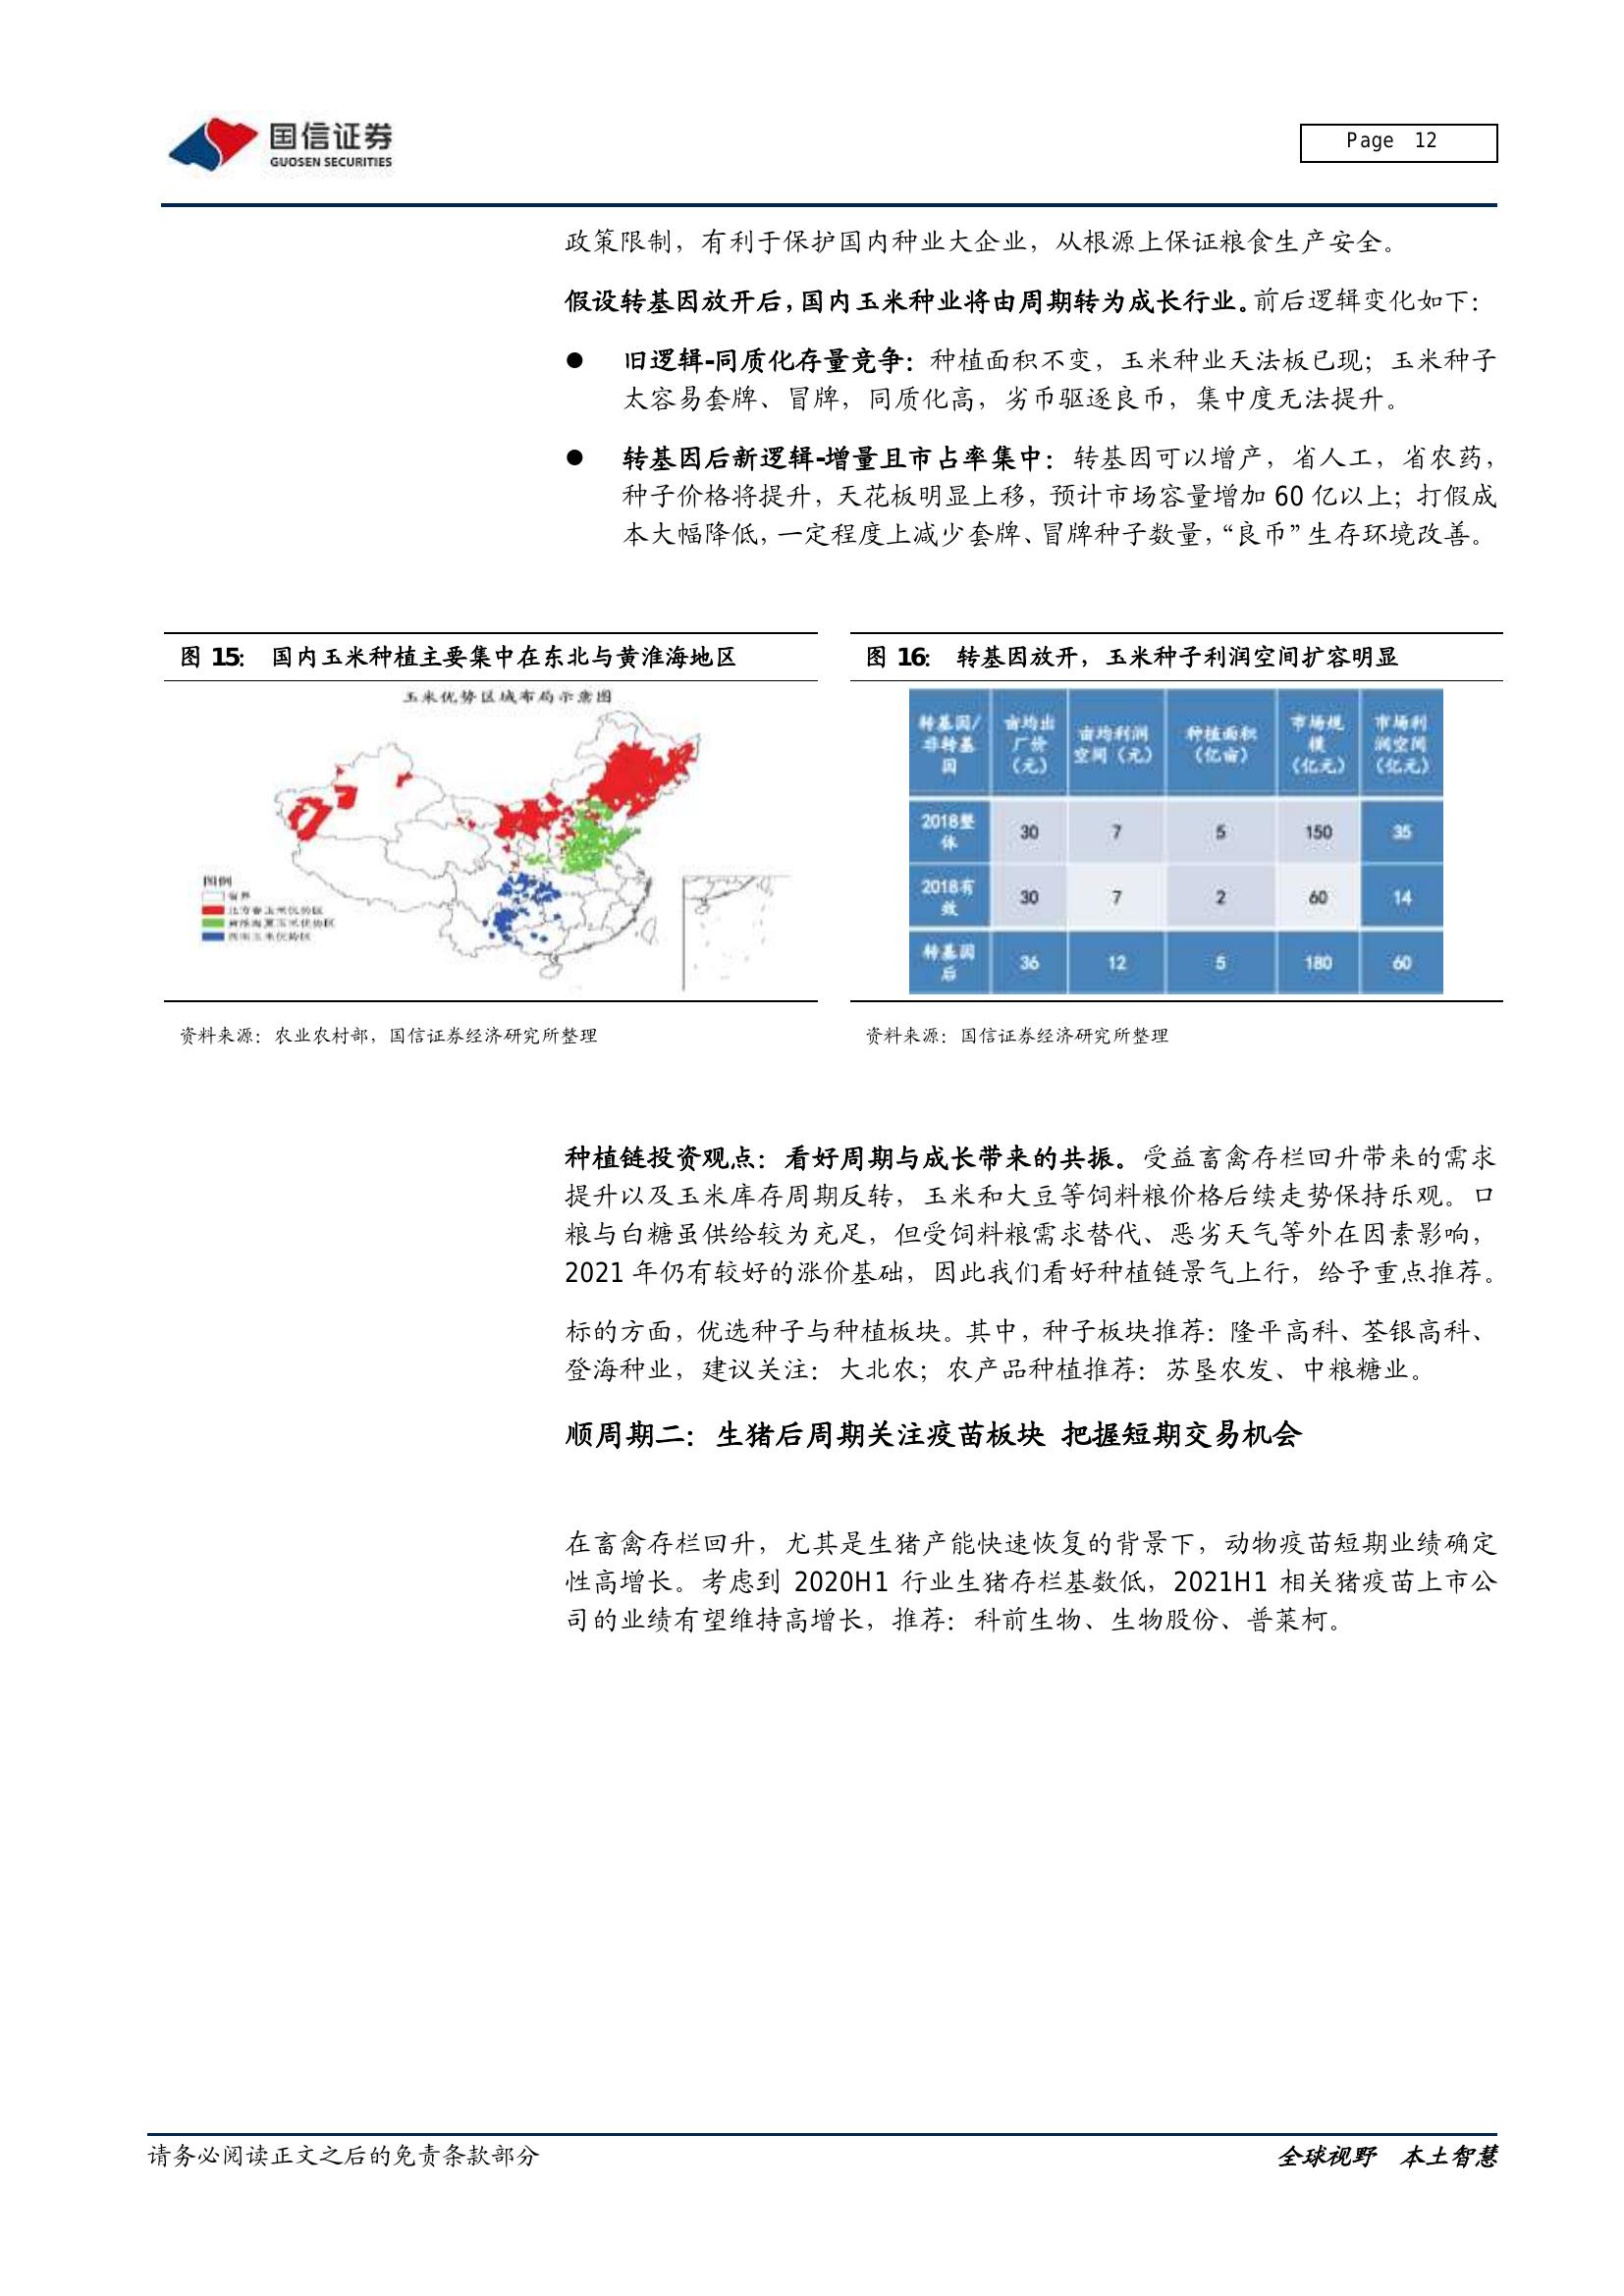 国信证券
GUOSEN SECURITIES
Page 12
政策限制，有利于保护国内种业大企业，从根源上保证粮食生产安全。
假设转基因放开后，国内玉米种业将由周期转为成长行业。前后逻辑变化如下：
● 旧逻辑-同质化存量竞争：种植面积不变，玉米种业天法板已现；玉米种子
太容易套牌、冒牌，同质化高，劣币驱逐良币，集中度无法提升。
● 转基因后新逻辑-增量且市占率集中：转基因可以增产，省人工，省农药，
种子价格将提升，天花板明显上移，预计市场容量增加 60 亿以上；打假成
本大幅降低，一定程度上减少套牌、冒牌种子数量，“良币”生存环境改善。
图 15： 国内玉米种植主要集中在东北与黄淮海地区
玉米优势区域布局示意图
图例
省界
北方春玉米优势区
黄淮海夏玉米优势区
西南玉米优势区
资料来源：农业农村部，国信证券经济研究所整理
图 16： 转基因放开，玉米种子利润空间扩容明显
转基因/非转基因 亩均出厂价（元） 亩均利润空间（元） 种植面积（亿亩） 市场规模（亿元） 市场利润空间（亿元）
2018整体 30 7 5 150 35
2018有效 30 7 2 60 14
转基因后 36 12 5 180 60
资料来源：国信证券经济研究所整理
种植链投资观点：看好周期与成长带来的共振。受益畜禽存栏回升带来的需求
提升以及玉米库存周期反转，玉米和大豆等饲料粮价格后续走势保持乐观。口
粮与白糖虽供给较为充足，但受饲料粮需求替代、恶劣天气等外在因素影响，
2021 年仍有较好的涨价基础，因此我们看好种植链景气上行，给予重点推荐。
标的方面，优选种子与种植板块。其中，种子板块推荐：隆平高科、荃银高科、
登海种业，建议关注：大北农；农产品种植推荐：苏垦农发、中粮糖业。
顺周期二：生猪后周期关注疫苗板块 把握短期交易机会
在畜禽存栏回升，尤其是生猪产能快速恢复的背景下，动物疫苗短期业绩确定
性高增长。考虑到 2020H1 行业生猪存栏基数低，2021H1 相关猪疫苗上市公
司的业绩有望维持高增长，推荐：科前生物、生物股份、普莱柯。
请务必阅读正文之后的免责条款部分
全球视野 本土智慧